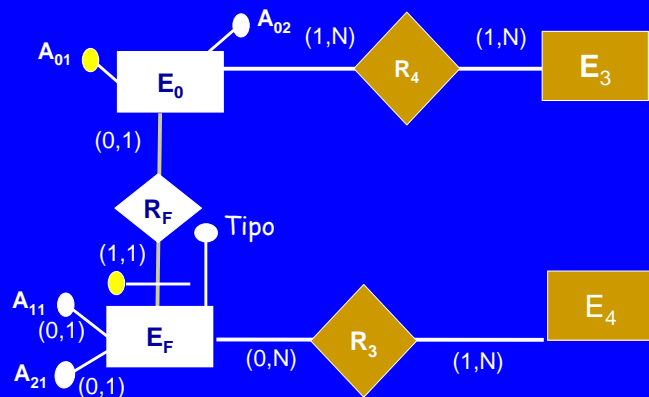 A02
(1,N)
(1,N)
A01
E0
R4
E3
(0,1)
RF
Tipo
(1,1)
A11
(0,1)
EF
R3
E4
(0,N)
(1,N)
A21
(0,1)